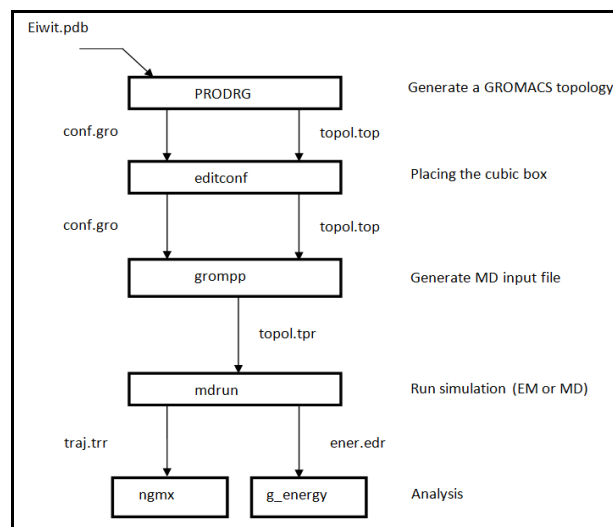 Eiwit.pdb
PRODRG
Generate a GROMACS topology
conf.gro
topol.top
editconf
Placing the cubic box
conf.gro
topol.top
grompp
Generate MD input file
topol.tpr
mdrun
Run simulation (EM or MD)
traj.trr
ener.edr
ngmx
g_energy
Analysis